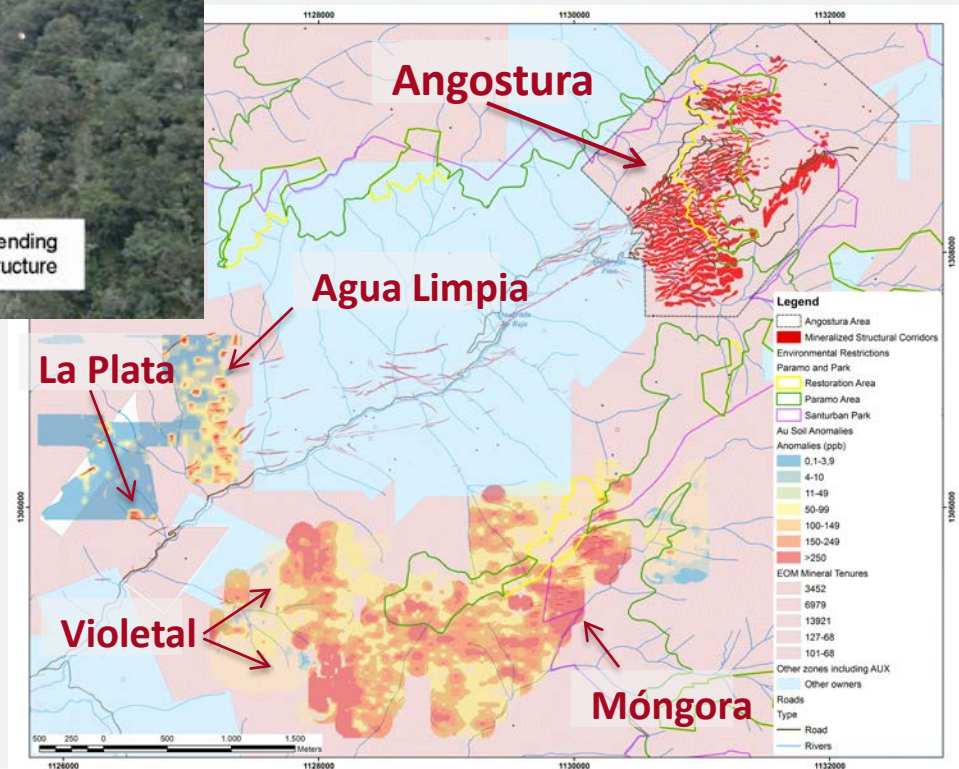 ending
ucture
1128000
1130000
1132000
Angostura
Agua Limpia
La Plata
Violetal
Móngora
1308000
1306000
1306000
Legend
Angostura Area
Mineralized Structural Corridors
Environmental Restrictions
Paramo and Park
Restoration Area
Paramo Area
Santurban Park
Au Soil Anomalies
Anomalies (ppb)
0,1-3,9
4-10
11-49
50-99
100-149
150-249
>250
EOM Mineral Tenures
3452
6979
13921
127-68
101-68
Other zones including AUX
Other owners
Roads
Type
Road
Rivers
500 250 0 500 1.000 1.500
Meters
1126000
1128000
1130000
1132000